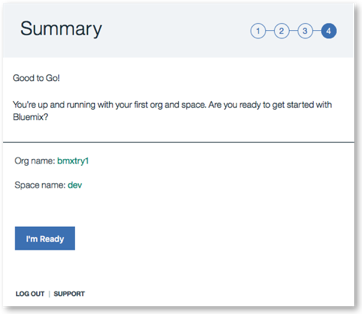 Summary
1 2 3 4
Good to Go!
You're up and running with your first org and space. Are you ready to get started with
Bluemix?
Org name: bmxtry1
Space name: dev
I'm Ready
LOG OUT | SUPPORT